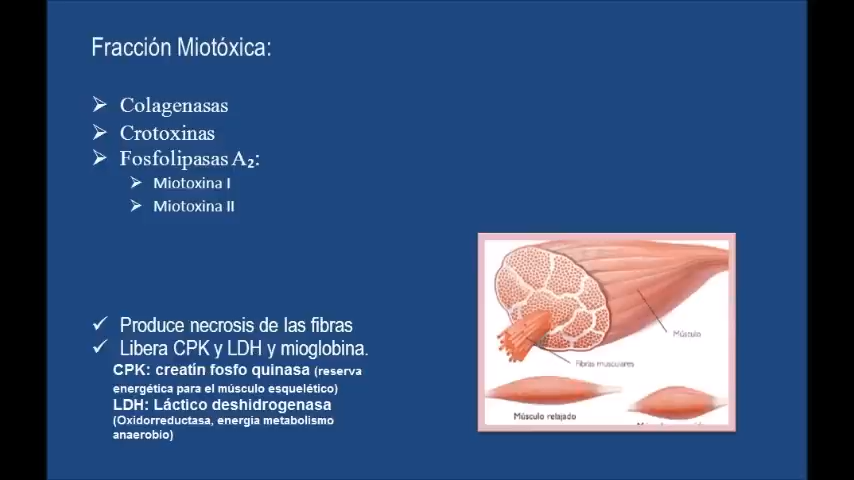 Fracción Miotóxica:
Colagenasas
Crotoxinas
Fosfolipasas A₂:
Miotoxina I
Miotoxina II
Produce necrosis de las fibras
Libera CPK y LDH y mioglobina.
CPK: creatín fosfo quinasa (reserva
energética para el músculo esquelético)
LDH: Láctico deshidrogenasa
(Oxidorreductasa, energía metabolismo
anaerobio)
Músculo
Fibras musculares
Músculo relajado